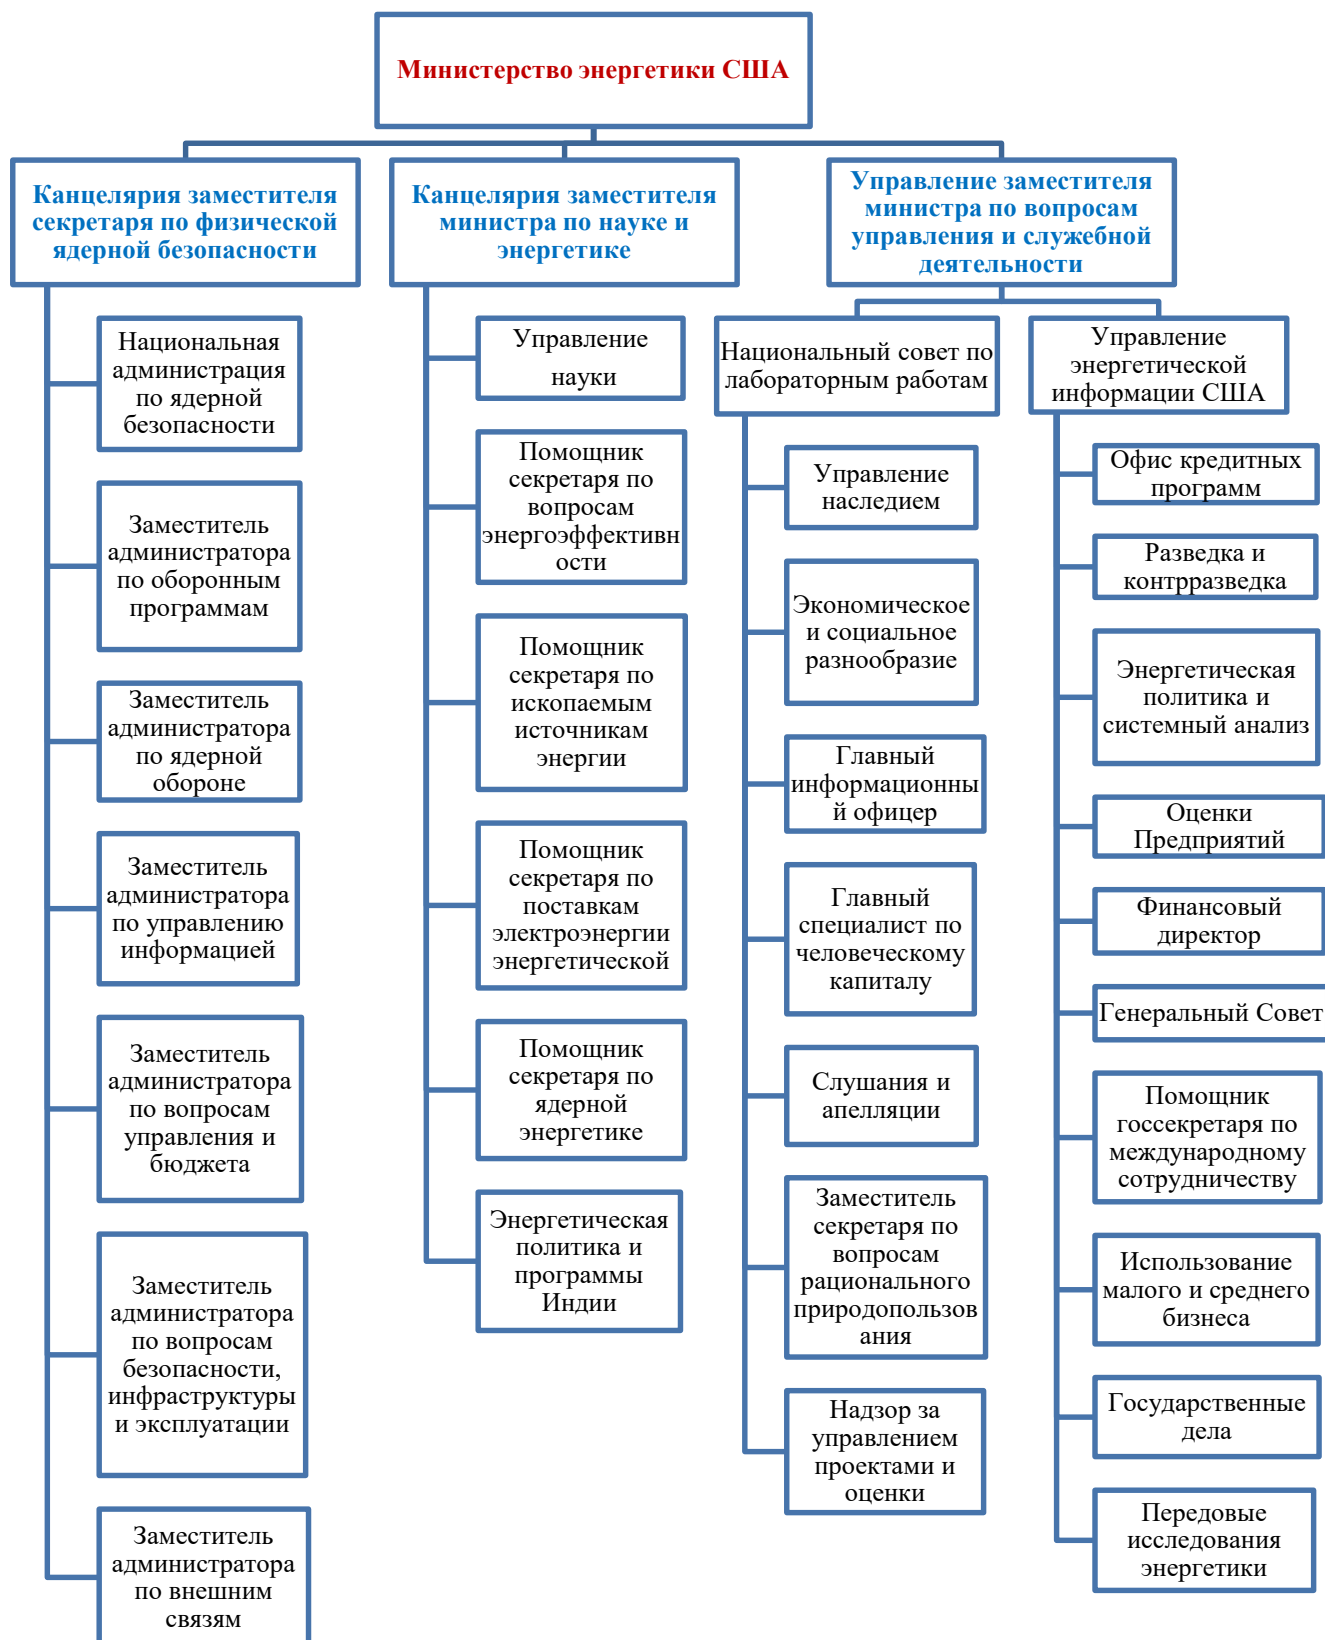 Министерство энергетики США
Канцелярия заместителя
секретаря по физической
ядерной безопасности
Национальная
администрация
по ядерной
безопасности
Заместитель
администратора
по оборонным
программам
Заместитель
администратора
по ядерной
обороне
Заместитель
администратора
по управлению
информацией
Заместитель
администратора
по вопросам
управления и
бюджета
Заместитель
администратора
по вопросам
безопасности,
инфраструктуры
и эксплуатации
Заместитель
администратора
по внешним
связям
Канцелярия заместителя
министра по науке и
энергетике
Управление
науки
Помощник
секретаря по
вопросам
энергоэффективн
ости
Помощник
секретаря по
ископаемым
источникам
энергии
Помощник
секретаря по
поставкам
электроэнергии
энергетической
Помощник
секретаря по
ядерной
энергетике
Энергетическая
политика и
программы
Индии
Управление заместителя
министра по вопросам
управления и служебной
деятельности
Национальный совет по
лабораторным работам
Управление
наследием
Экономическое
и социальное
разнообразие
Главный
информационны
й офицер
Главный
специалист по
человеческому
капиталу
Слушания и
апелляции
Заместитель
секретаря по
вопросам
рационального
природопользов
ания
Надзор за
управлением
проектами и
оценки
Управление
энергетической
информации США
Офис кредитных
программ
Разведка и
контрразведка
Энергетическая
политика и
системный анализ
Оценки
Предприятий
Финансовый
директор
Генеральный Совет
Помощник
госсекретаря по
международному
сотрудничеству
Использование
малого и среднего
бизнеса
Государственные
дела
Передовые
исследования
энергетики